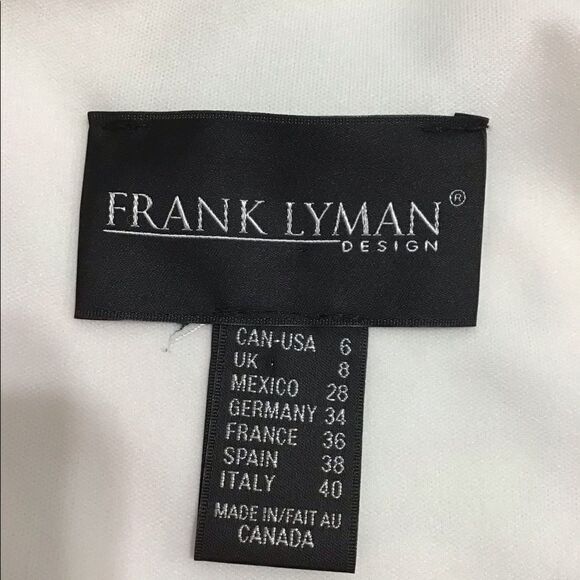 FRANK LYMAN®
DESIGN
CAN-USA 6
UK 8
MEXICO 28
GERMANY 34
FRANCE 36
SPAIN 38
ITALY 40
MADE IN/FAIT AU
CANADA